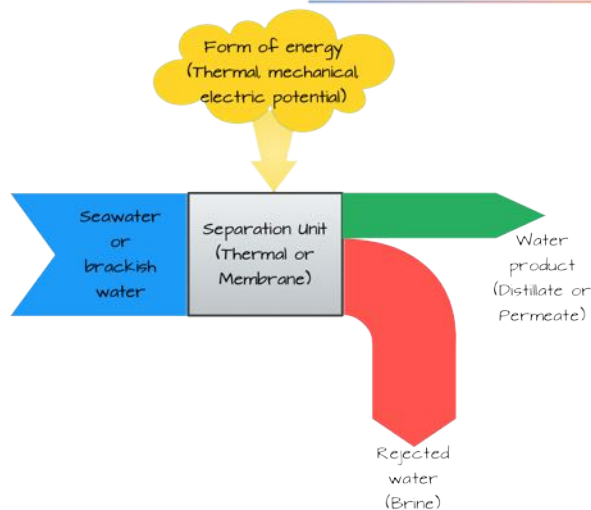 Form of energy
(Thermal, mechanical,
electric potential)
Seawater
or
brackish
water
Separation Unit
(Thermal or
Membrane)
Water
product
(Distillate or
Permeate)
Rejected
water
(Brine)